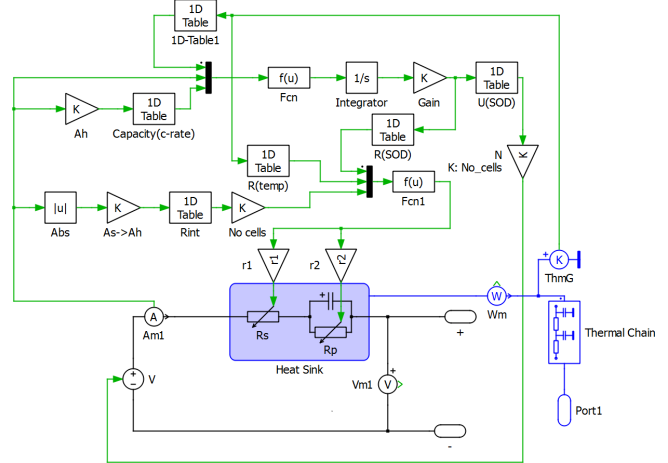 1D
Table
1D-Table1
K
Ah
1D
Table
Capacity(c-rate)
f(u)
Fcn
1/s
Integrator
K
Gain
1D
Table
U(SOD)
1D
Table
R(SOD)
N
K: No_cells
K
1D
Table
R(temp)
f(u)
Fcn1
|u|
Abs
K
As->Ah
1D
Table
Rint
K
No cells
r1
r1
r2
r2
+
K
ThmG
A
Am1
Rs
+
Rp
Heat Sink
W
Wm
Thermal Chain
+
+
V
Vm1
+
−
V
Port1
-